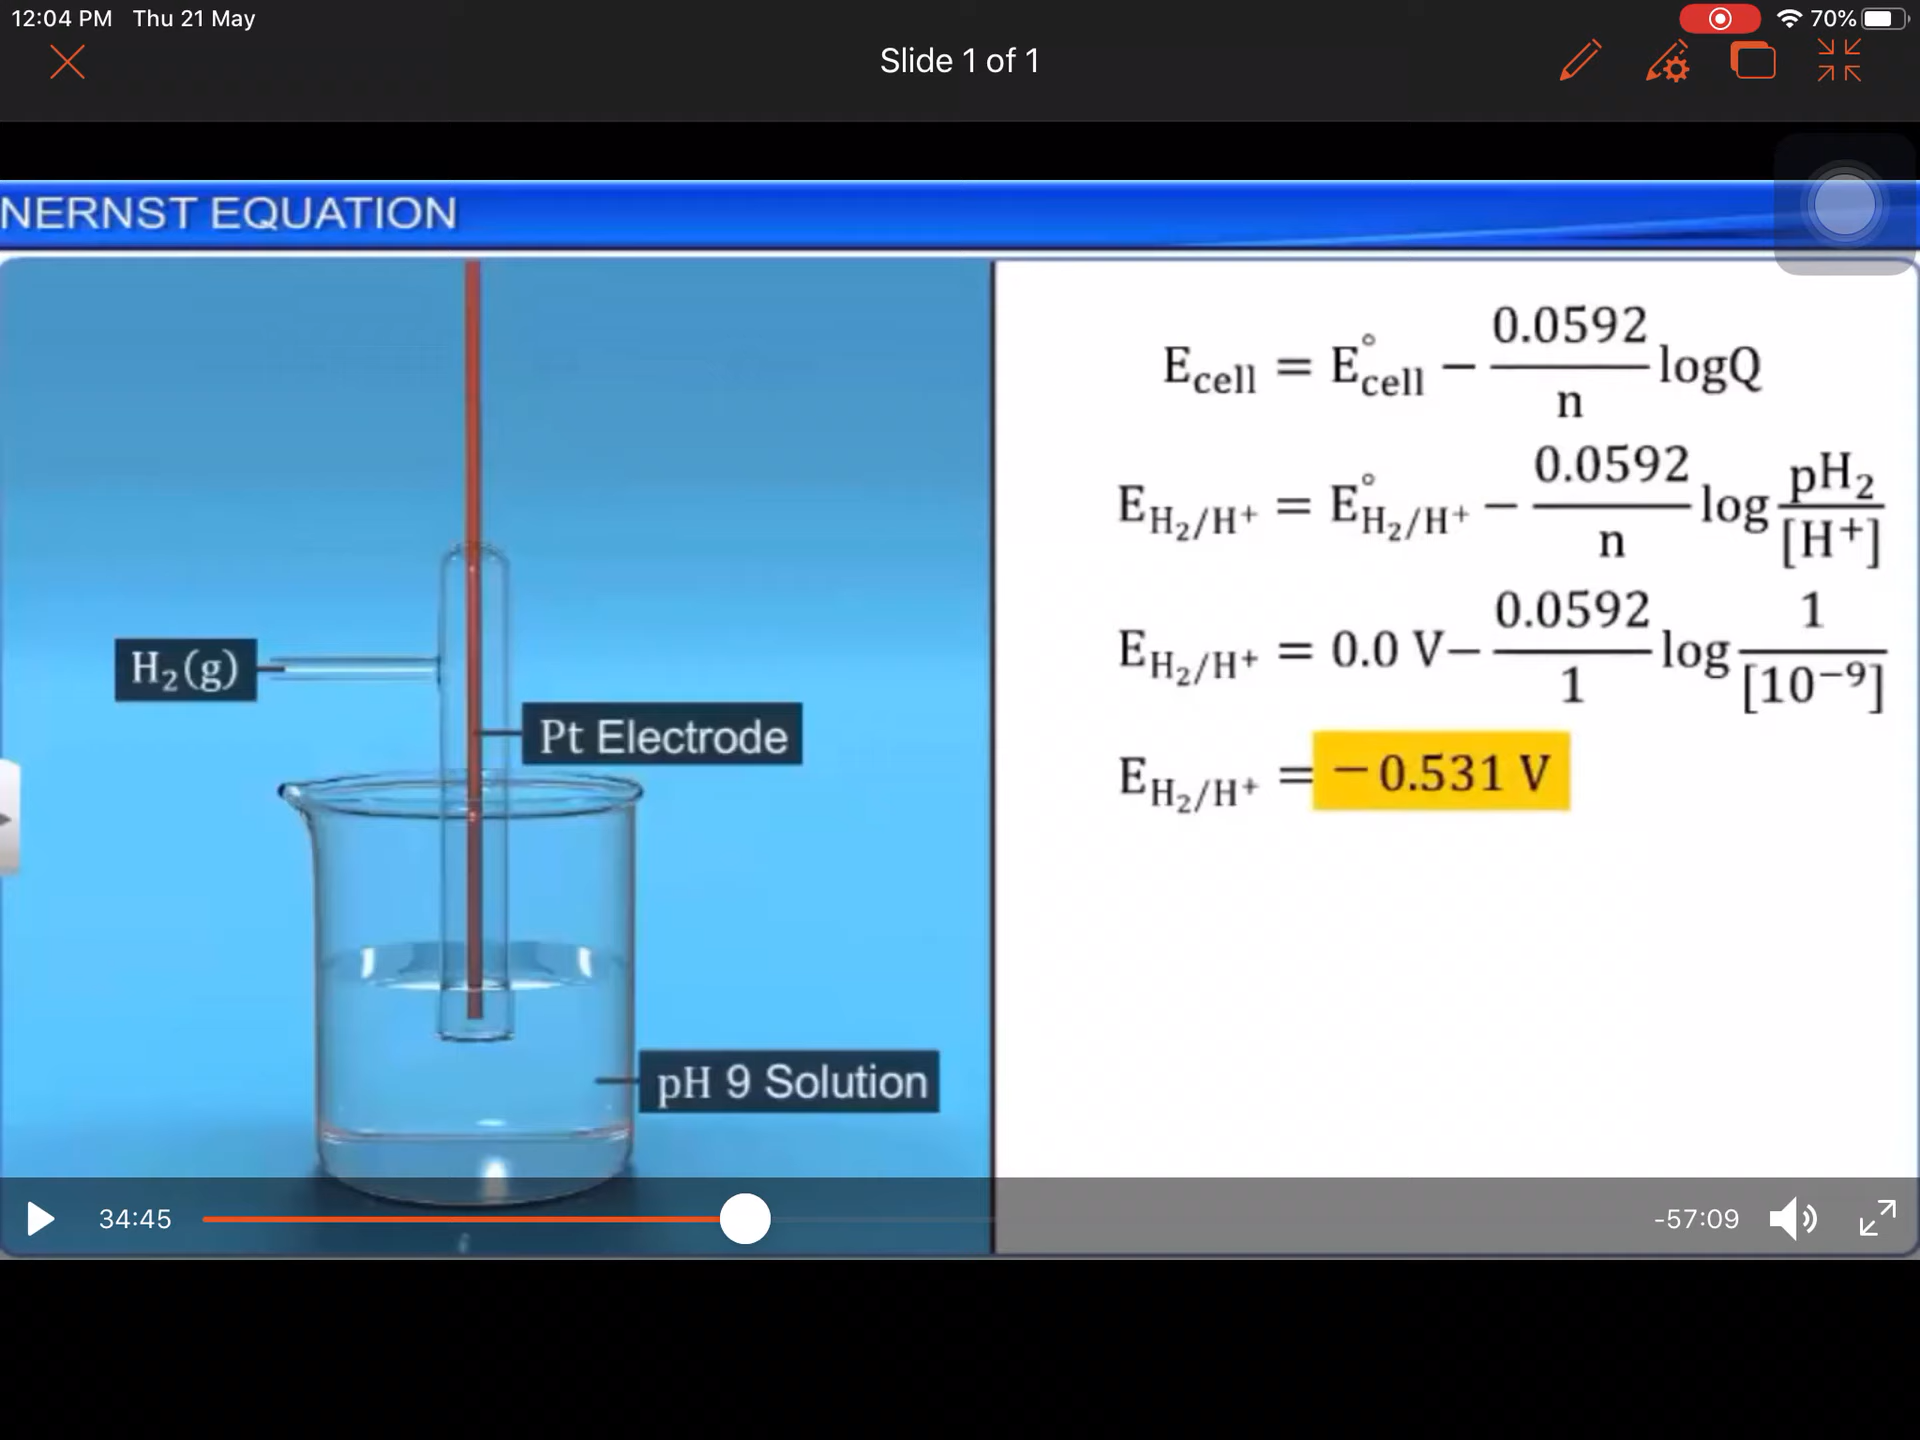 12:04 PM Thu 21 May
70%
Slide 1 of 1
NERNST EQUATION
H₂(g)
Pt Electrode
pH 9 Solution
E_cell = E°_cell − 0.0592/n logQ
E_H₂/H⁺ = E°_H₂/H⁺ − 0.0592/n log pH₂/[H⁺]
E_H₂/H⁺ = 0.0 V− 0.0592/1 log 1/[10⁻⁹]
E_H₂/H⁺ = −0.531 V
34:45
-57:09